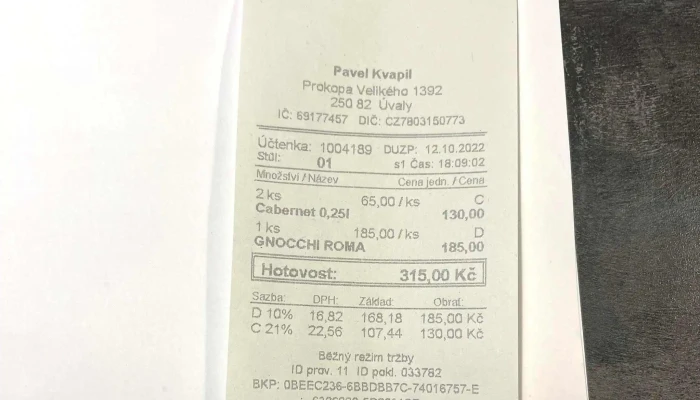 Pavel Kvapil
Prokopa Velikého 1392
250 82 Úvaly
IČ: 69177457 DIČ: CZ7803150773
Účtenka: 1004189 DUZP: 12.10.2022
Stůl: 01 s1 Čas: 18:09:02
Množství / Název Cena jedn. / Cena
2 ks 65,00 / ks C
Cabernet 0,25l 130,00
1 ks 185,00 / ks D
GNOCCHI ROMA 185,00
Hotovost: 315,00 Kč
Sazba: DPH: Základ: Obrat:
D 10% 16,82 168,18 185,00 Kč
C 21% 22,56 107,44 130,00 Kč
Běžný režim tržby
ID prov. 11 ID pokl. 033782
BKP: 0BEEC236-6BBDBB7C-74016757-E